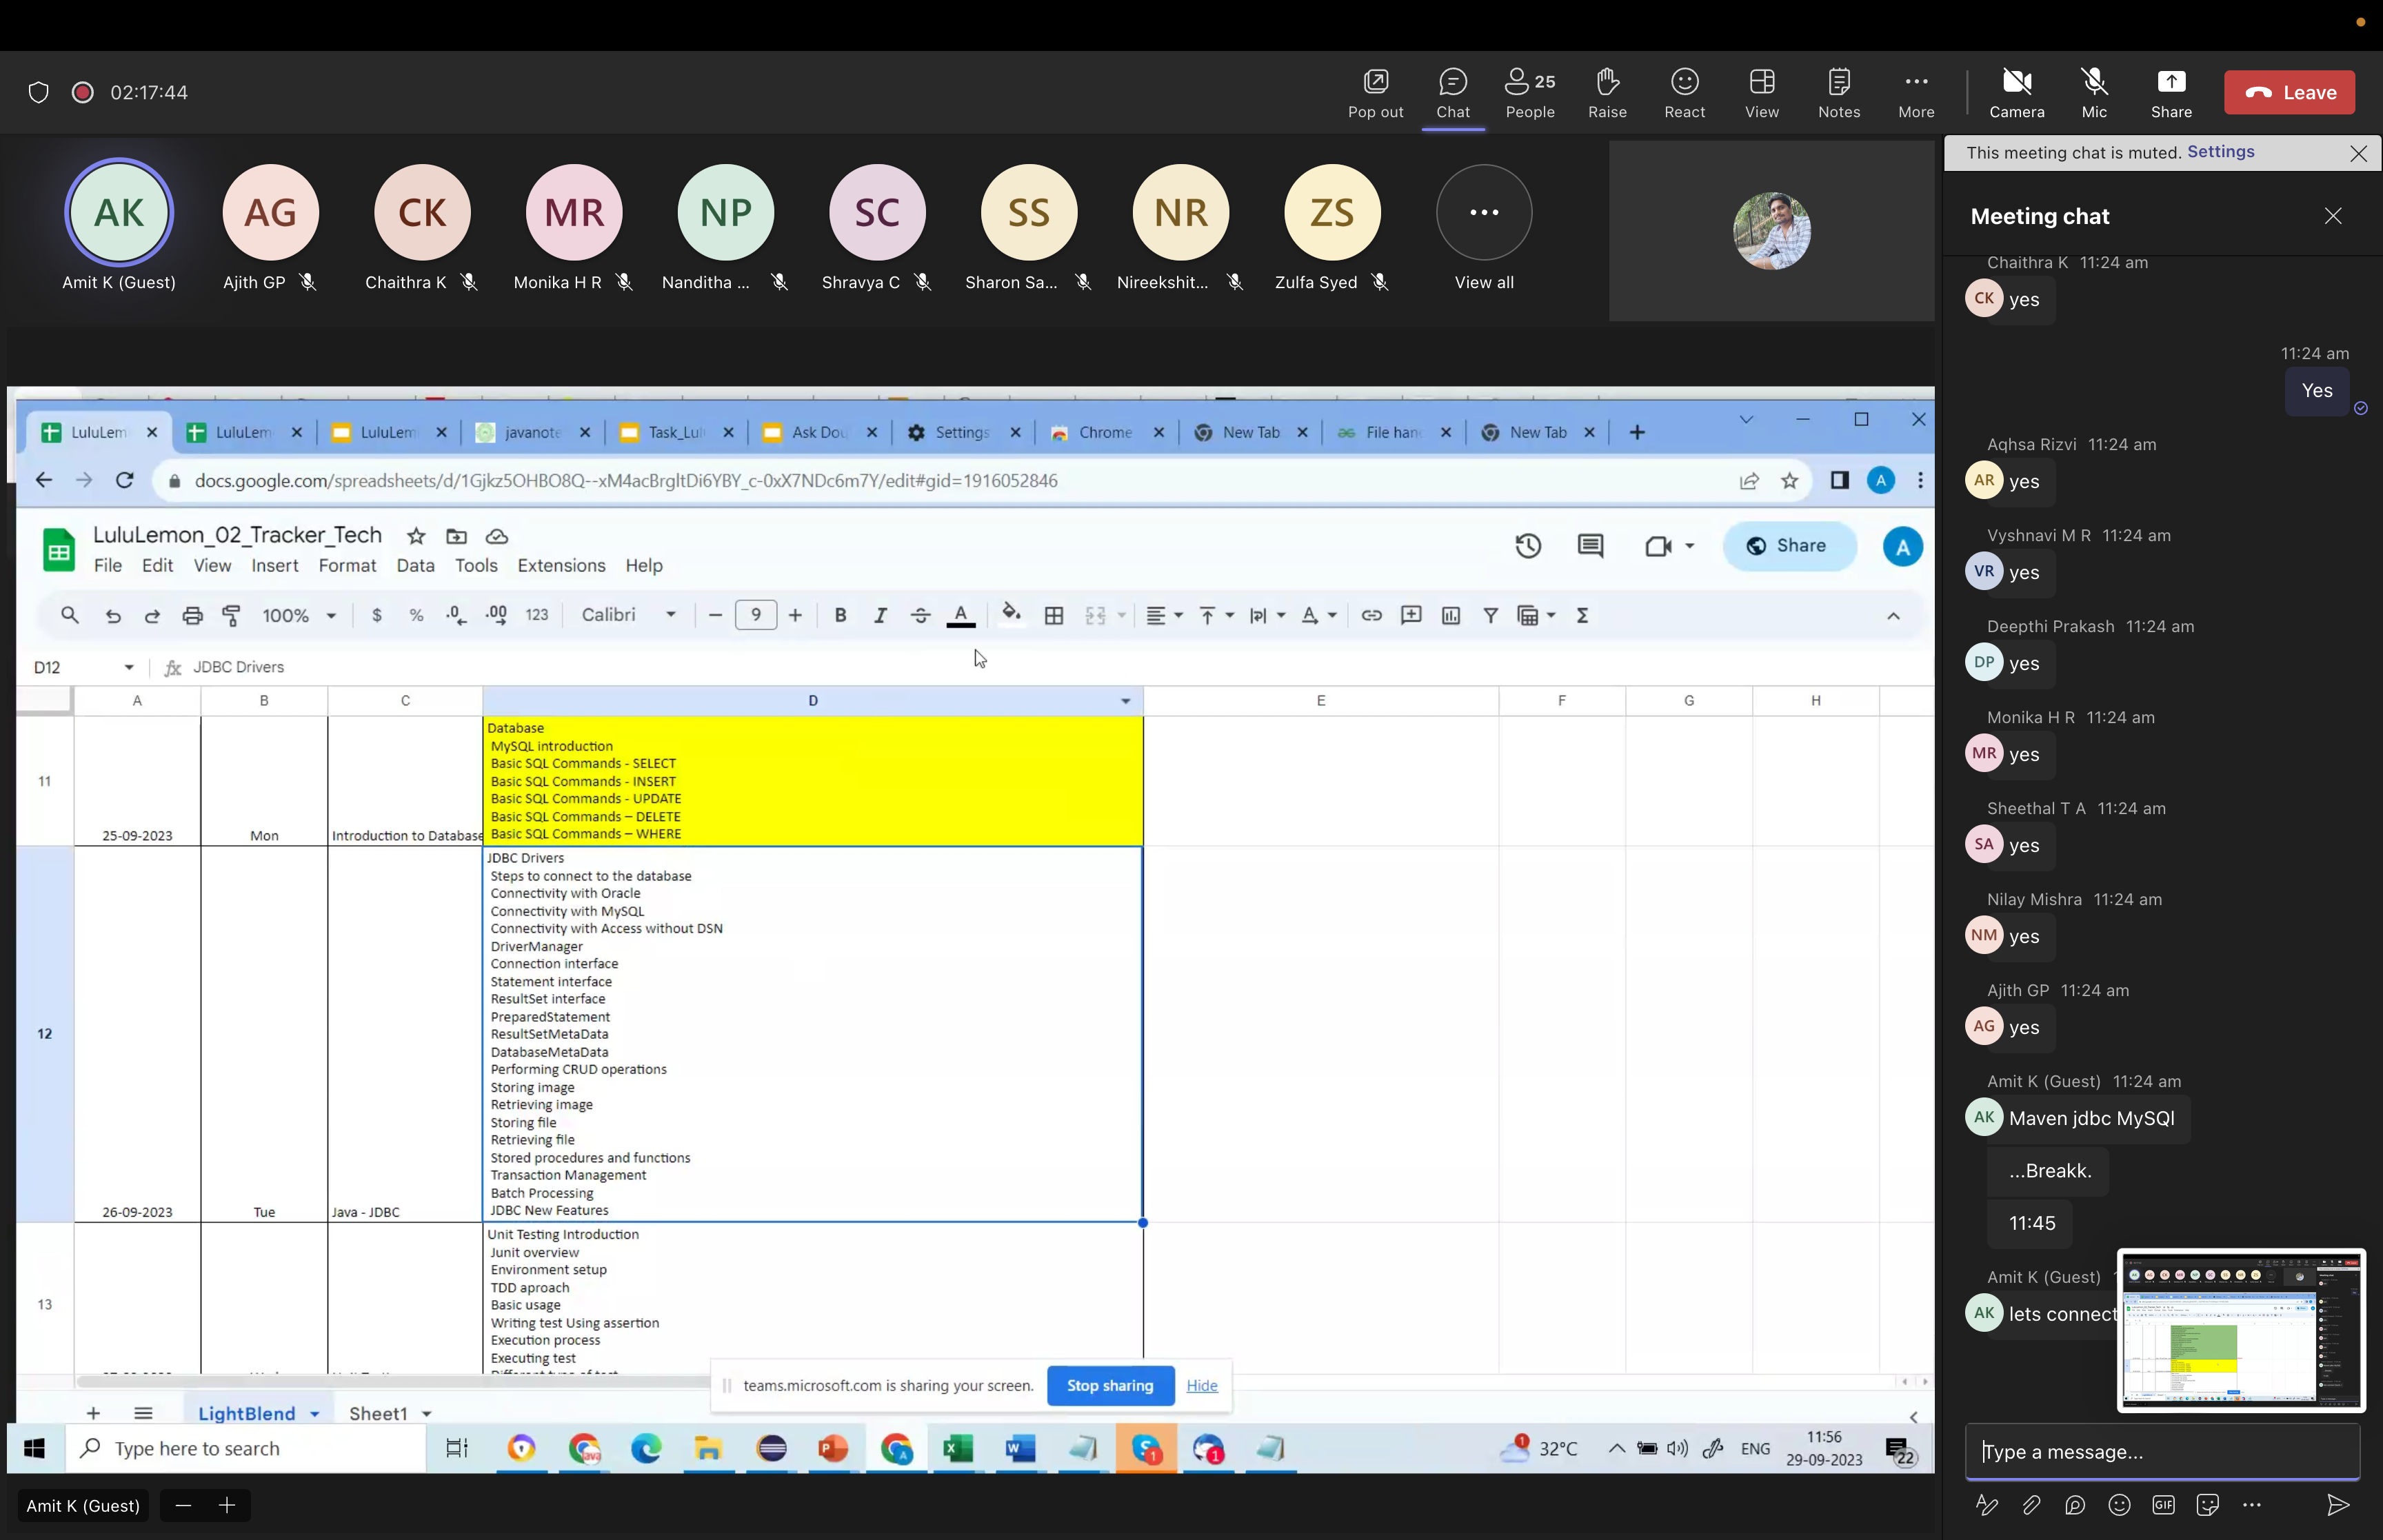 02:17:44
Pop out
Chat
25
People
Raise
React
View
Notes
More
Camera
Mic
Share
Leave
AK
AG
CK
MR
NP
SC
SS
NR
ZS
Amit K (Guest)
Ajith GP
Chaithra K
Monika H R
Nanditha ...
Shravya C
Sharon Sa...
Nireekshit...
Zulfa Syed
View all
LuluLem
LuluLem
LuluLem
javanote
Task_Lul
Ask Dou
Settings
Chrome
New Tab
File han
New Tab
docs.google.com/spreadsheets/d/1Gjkz5OHBO8Q--xM4acBrgltDi6YBY_c-0xX7NDc6m7Y/edit#gid=1916052846
A
LuluLemon_02_Tracker_Tech
File Edit View Insert Format Data Tools Extensions Help
Share
A
100% $ % .0 .00 123 Calibri 9 B I A
D12
fx JDBC Drivers
A B C D E F G H
11
25-09-2023
Mon
Introduction to Database
Database
MySQL introduction
Basic SQL Commands - SELECT
Basic SQL Commands - INSERT
Basic SQL Commands - UPDATE
Basic SQL Commands – DELETE
Basic SQL Commands – WHERE
12
26-09-2023
Tue
Java - JDBC
JDBC Drivers
Steps to connect to the database
Connectivity with Oracle
Connectivity with MySQL
Connectivity with Access without DSN
DriverManager
Connection interface
Statement interface
ResultSet interface
PreparedStatement
ResultSetMetaData
DatabaseMetaData
Performing CRUD operations
Storing image
Retrieving image
Storing file
Retrieving file
Stored procedures and functions
Transaction Management
Batch Processing
JDBC New Features
13
Unit Testing Introduction
Junit overview
Environment setup
TDD aproach
Basic usage
Writing test Using assertion
Execution process
Executing test
teams.microsoft.com is sharing your screen.
Stop sharing
Hide
LightBlend
Sheet1
Type here to search
32°C
ENG
11:56
29-09-2023
22
Amit K (Guest)
This meeting chat is muted. Settings
Meeting chat
Chaithra K 11:24 am
CK
yes
11:24 am
Yes
Aqhsa Rizvi 11:24 am
AR
yes
Vyshnavi M R 11:24 am
VR
yes
Deepthi Prakash 11:24 am
DP
yes
Monika H R 11:24 am
MR
yes
Sheethal T A 11:24 am
SA
yes
Nilay Mishra 11:24 am
NM
yes
Ajith GP 11:24 am
AG
yes
Amit K (Guest) 11:24 am
AK
Maven jdbc MySQl
...Breakk.
11:45
Amit K (Guest)
AK
lets connect
Type a message...
GIF